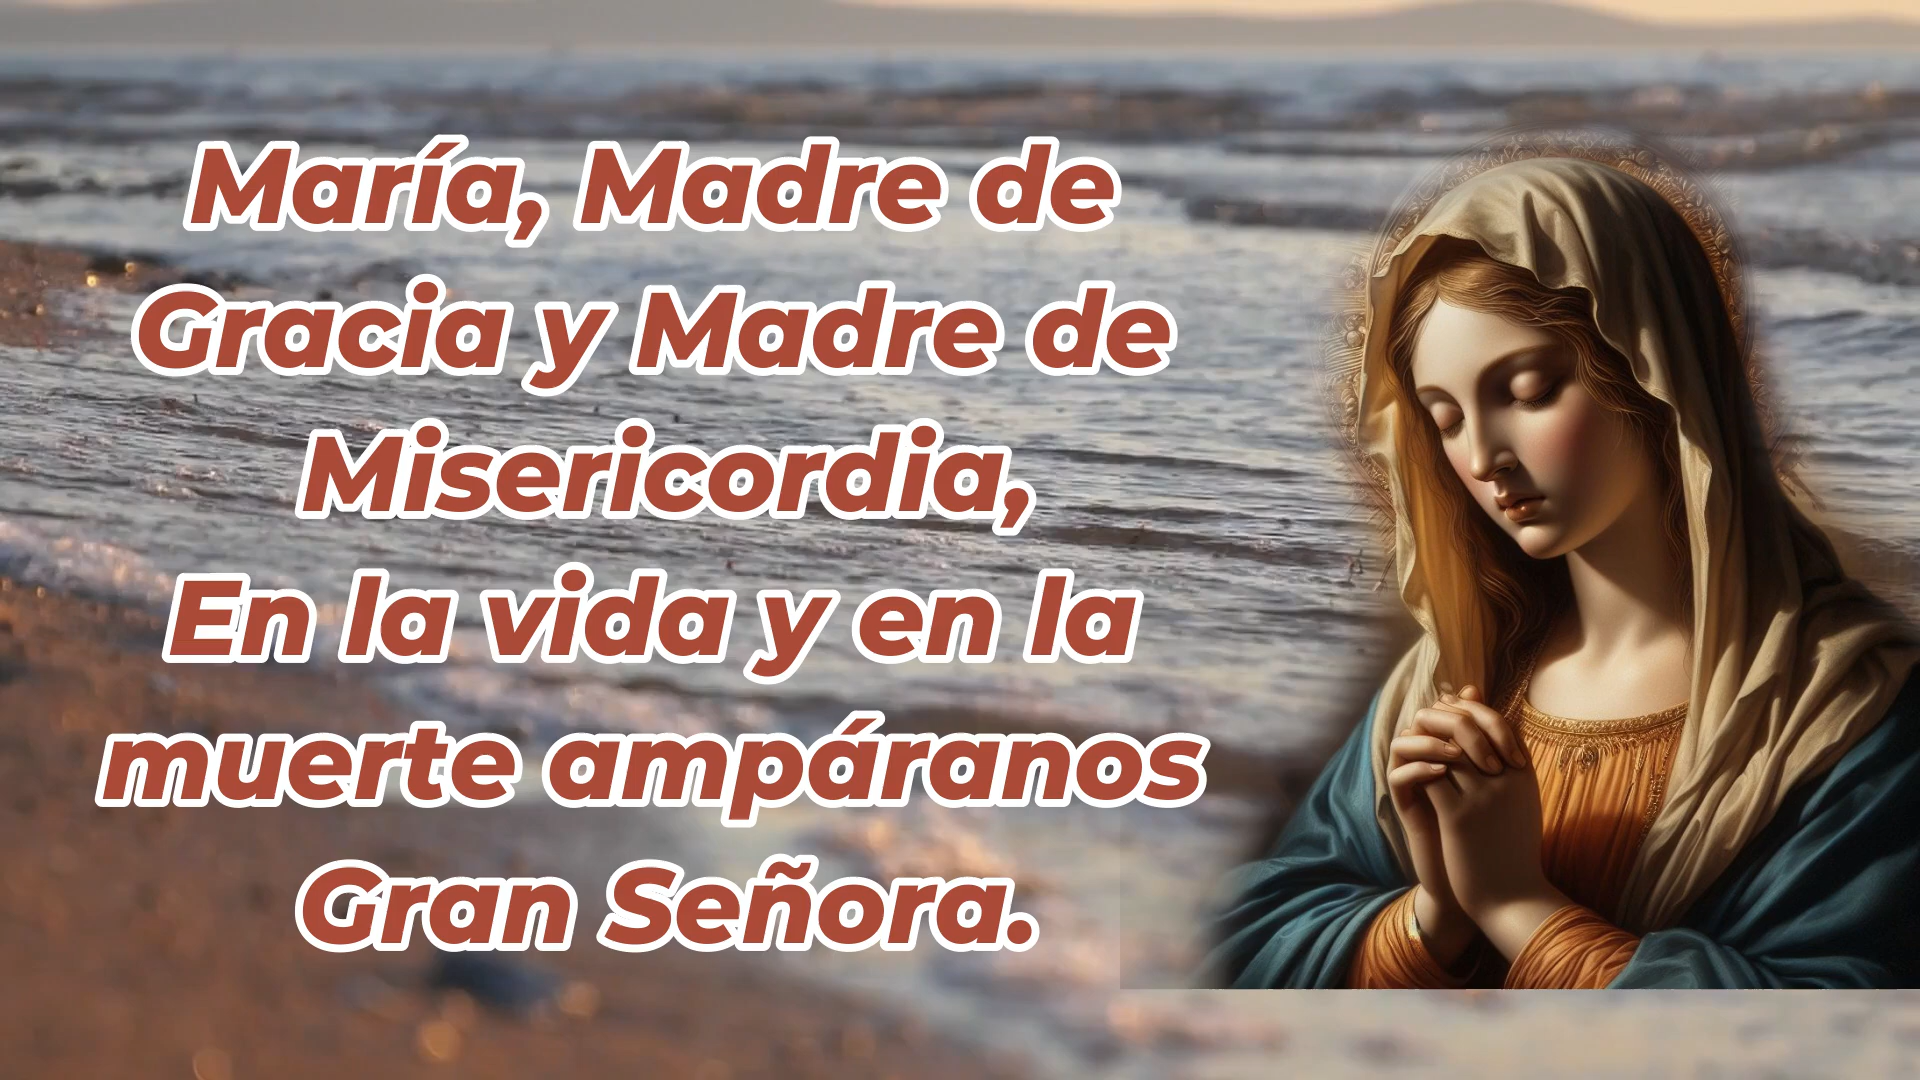 María, Madre de
Gracia y Madre de
Misericordia,
En la vida y en la
muerte ampáranos
Gran Señora.